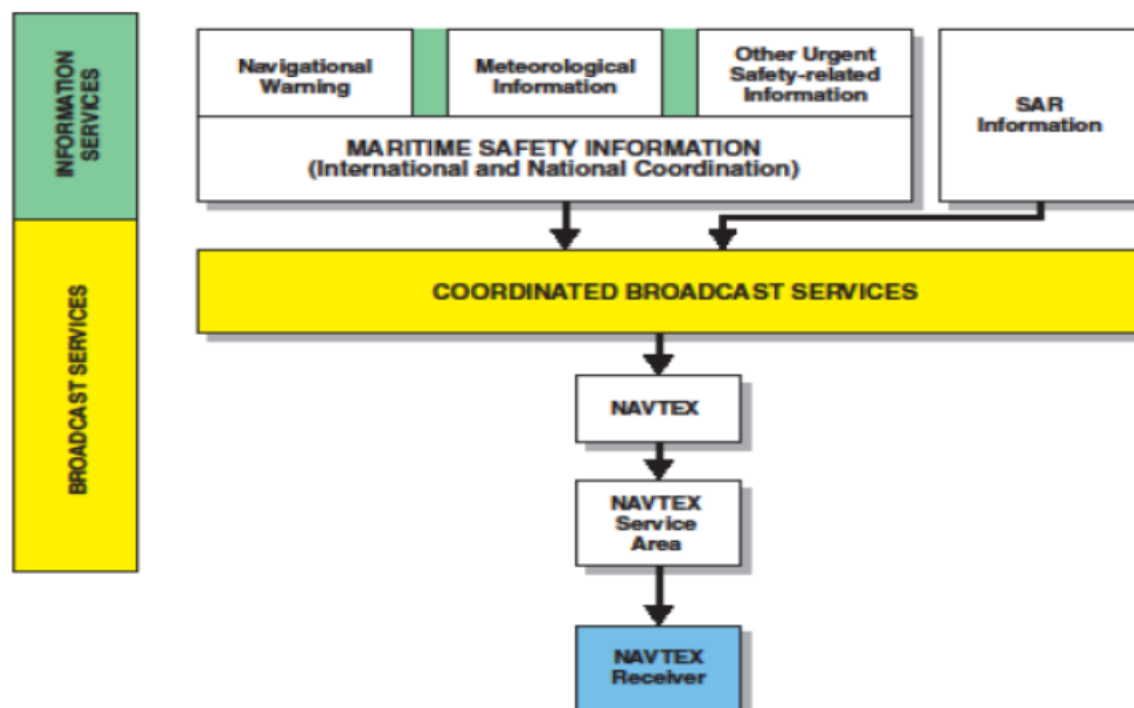 INFORMATION
SERVICES
Navigational
Warning
Meteorological
Information
Other Urgent
Safety-related
Information
SAR
Information
MARITIME SAFETY INFORMATION
(International and National Coordination)
BROADCAST SERVICES
COORDINATED BROADCAST SERVICES
NAVTEX
NAVTEX
Service
Area
NAVTEX
Receiver